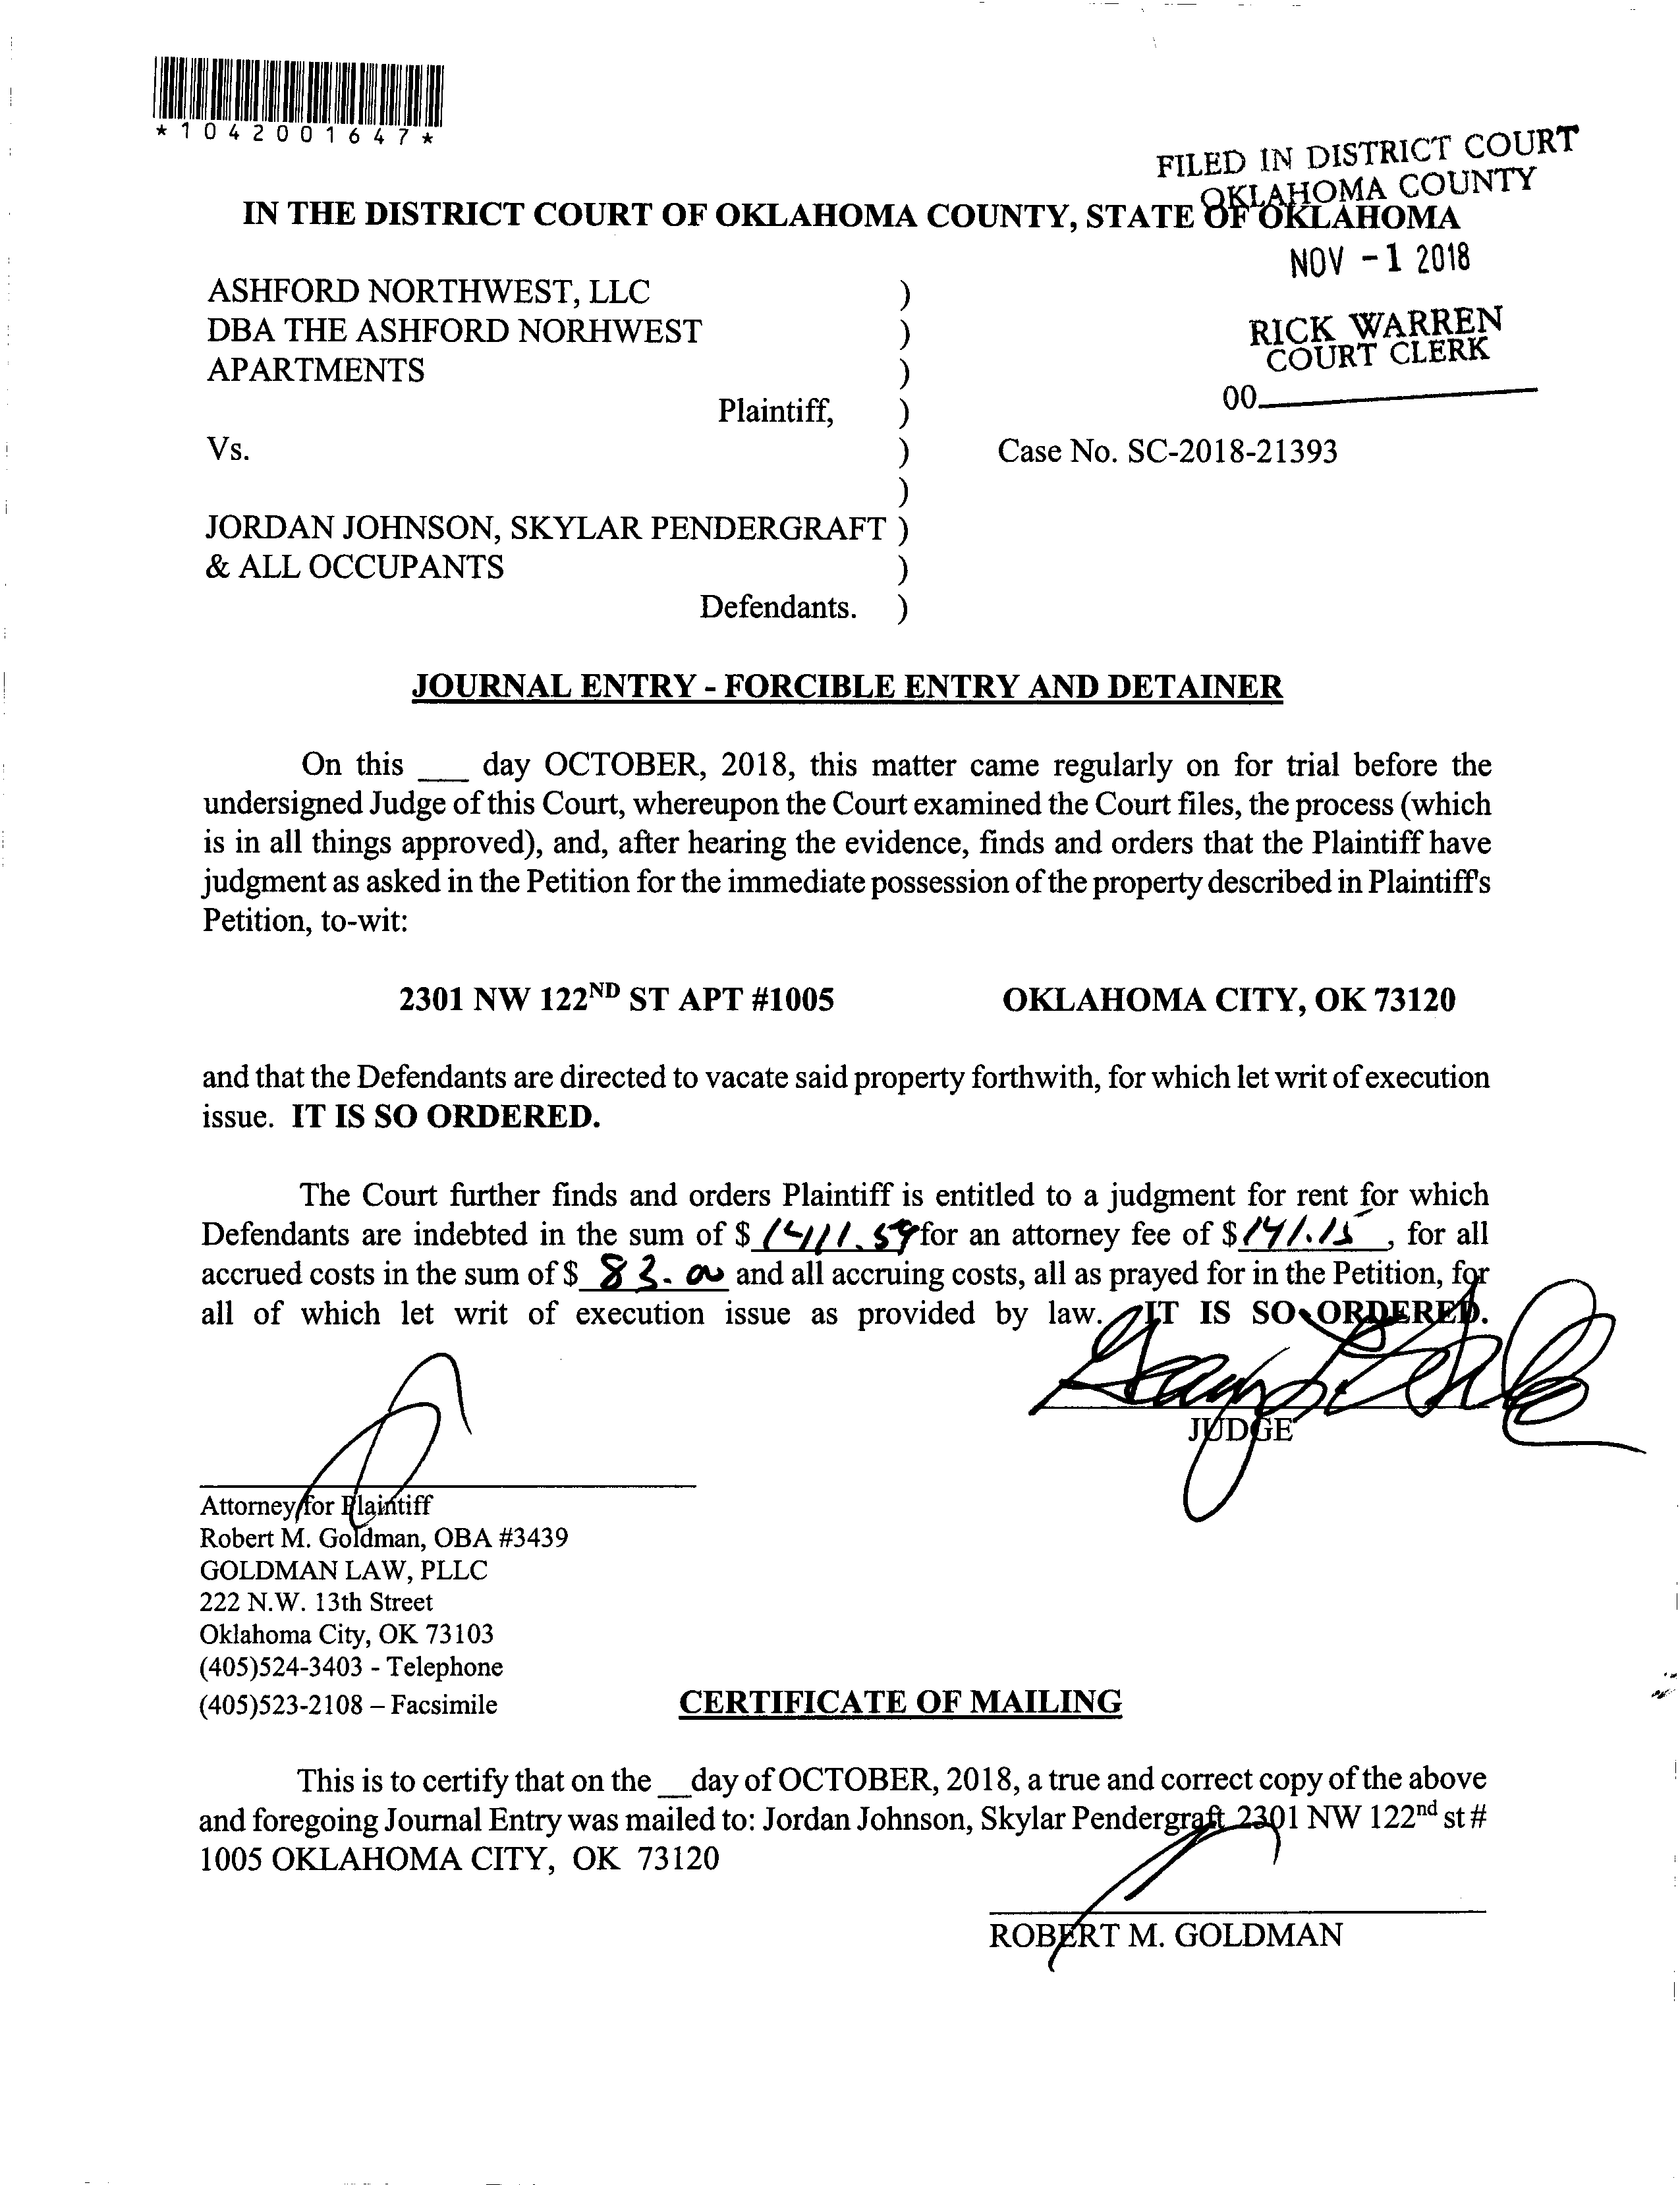 *1042001647*
FILED IN DISTRICT COURT
OKLAHOMA COUNTY
IN THE DISTRICT COURT OF OKLAHOMA COUNTY, STATE OF OKLAHOMA
NOV - 1 2018
ASHFORD NORTHWEST, LLC )
DBA THE ASHFORD NORHWEST )
APARTMENTS )
RICK WARREN
COURT CLERK
00
Plaintiff, )
Vs. ) Case No. SC-2018-21393
)
JORDAN JOHNSON, SKYLAR PENDERGRAFT )
& ALL OCCUPANTS )
Defendants. )
JOURNAL ENTRY - FORCIBLE ENTRY AND DETAINER
On this ___ day OCTOBER, 2018, this matter came regularly on for trial before the
undersigned Judge of this Court, whereupon the Court examined the Court files, the process (which
is in all things approved), and, after hearing the evidence, finds and orders that the Plaintiff have
judgment as asked in the Petition for the immediate possession of the property described in Plaintiff's
Petition, to-wit:
2301 NW 122ND ST APT #1005 OKLAHOMA CITY, OK 73120
and that the Defendants are directed to vacate said property forthwith, for which let writ of execution
issue. IT IS SO ORDERED.
The Court further finds and orders Plaintiff is entitled to a judgment for rent for which
Defendants are indebted in the sum of $ 1411.59 for an attorney fee of $ 141.15 , for all
accrued costs in the sum of $ 83.00 and all accruing costs, all as prayed for in the Petition, for
all of which let writ of execution issue as provided by law. IT IS SO ORDERED.
JUDGE
Attorney for Plaintiff
Robert M. Goldman, OBA #3439
GOLDMAN LAW, PLLC
222 N.W. 13th Street
Oklahoma City, OK 73103
(405)524-3403 - Telephone
(405)523-2108 – Facsimile
CERTIFICATE OF MAILING
This is to certify that on the __day of OCTOBER, 2018, a true and correct copy of the above
and foregoing Journal Entry was mailed to: Jordan Johnson, Skylar Pendergraft 2301 NW 122nd st #
1005 OKLAHOMA CITY, OK 73120
ROBERT M. GOLDMAN